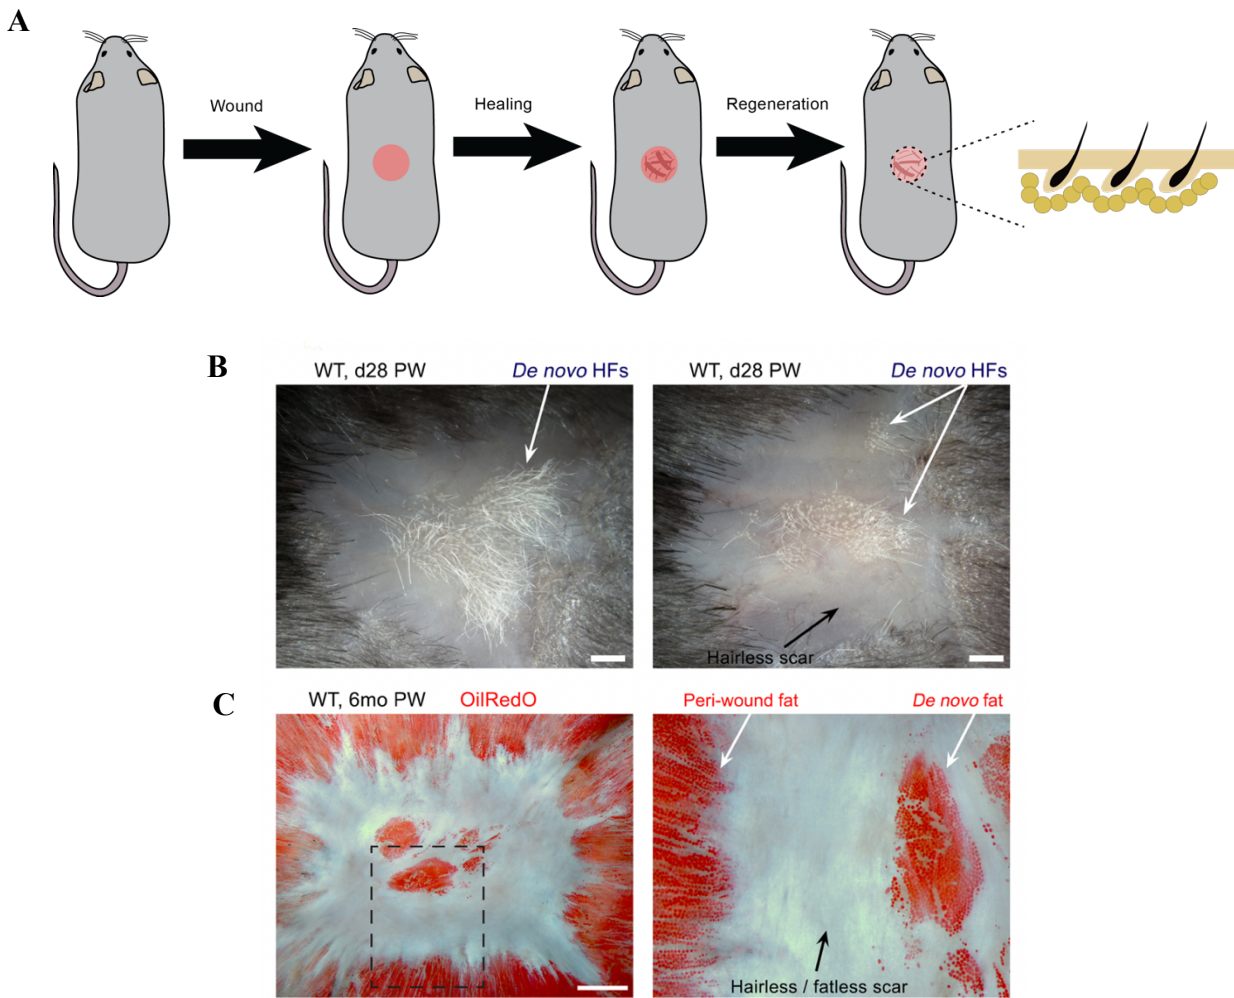 A
Wound
Healing
Regeneration
B
WT, d28 PW
De novo HFs
WT, d28 PW
De novo HFs
Hairless scar
C
WT, 6mo PW
OilRedO
Peri-wound fat
De novo fat
Hairless / fatless scar